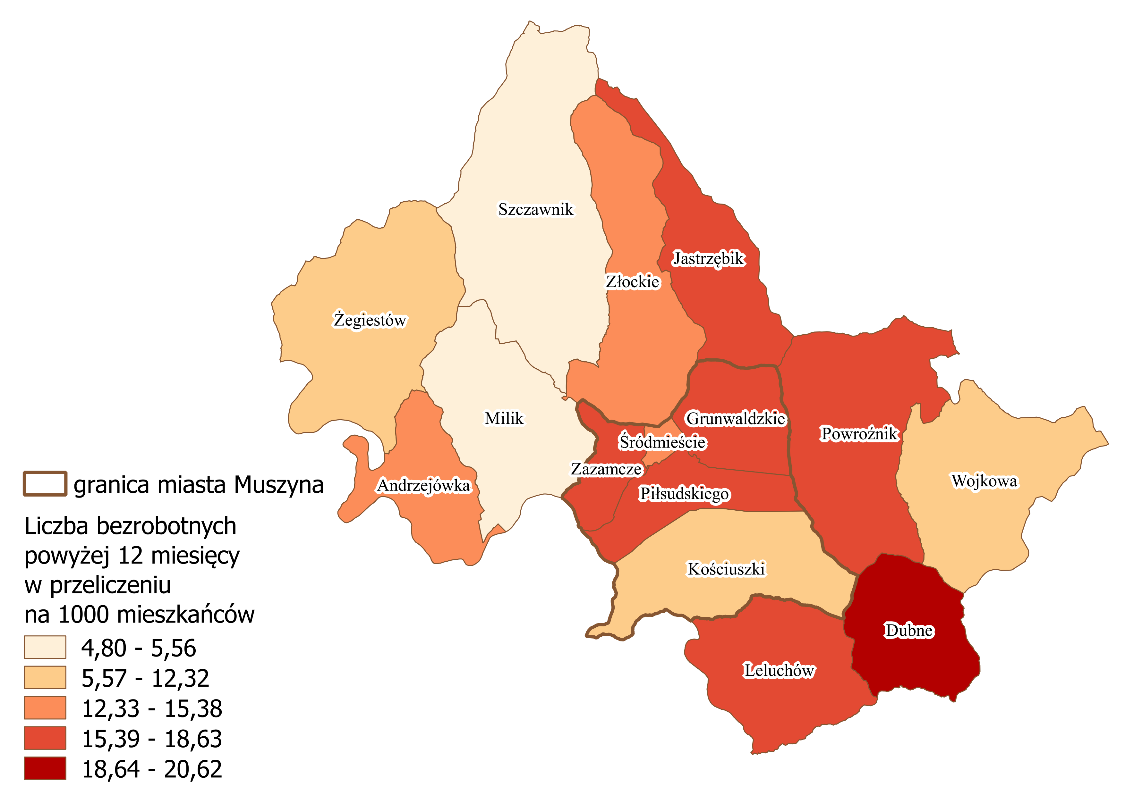 Szczawnik
Jastrzębik
Złockie
Żegiestów
Milik
Grunwaldzkie
Powroźnik
Śródmieście
Zazamcze
Andrzejówka
Piłsudskiego
Wojkowa
Kościuszki
Dubne
Leluchów
granica miasta Muszyna
Liczba bezrobotnych
powyżej 12 miesięcy
w przeliczeniu
na 1000 mieszkańców
4,80 - 5,56
5,57 - 12,32
12,33 - 15,38
15,39 - 18,63
18,64 - 20,62